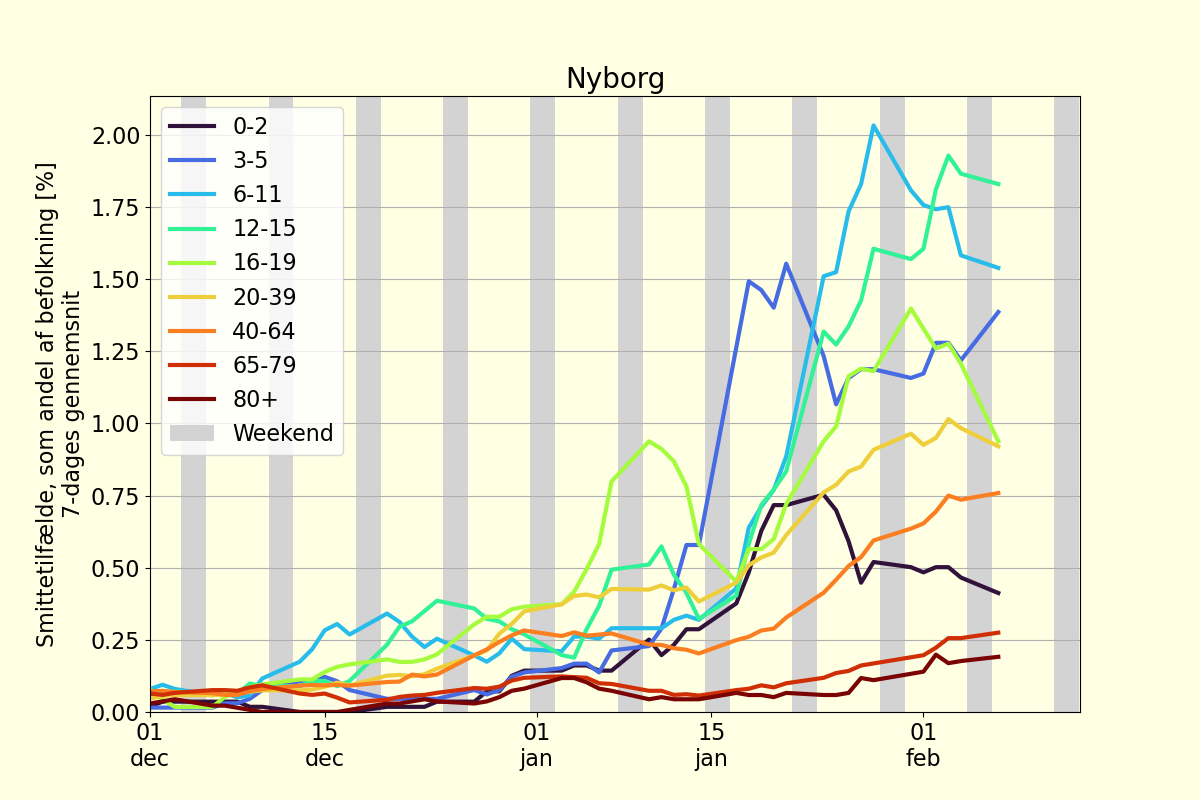 Nyborg
Smittetilfælde, som andel af befolkning [%]
7-dages gennemsnit
2.00
1.75
1.50
1.25
1.00
0.75
0.50
0.25
0.00
0-2
3-5
6-11
12-15
16-19
20-39
40-64
65-79
80+
Weekend
01
dec
15
dec
01
jan
15
jan
01
feb